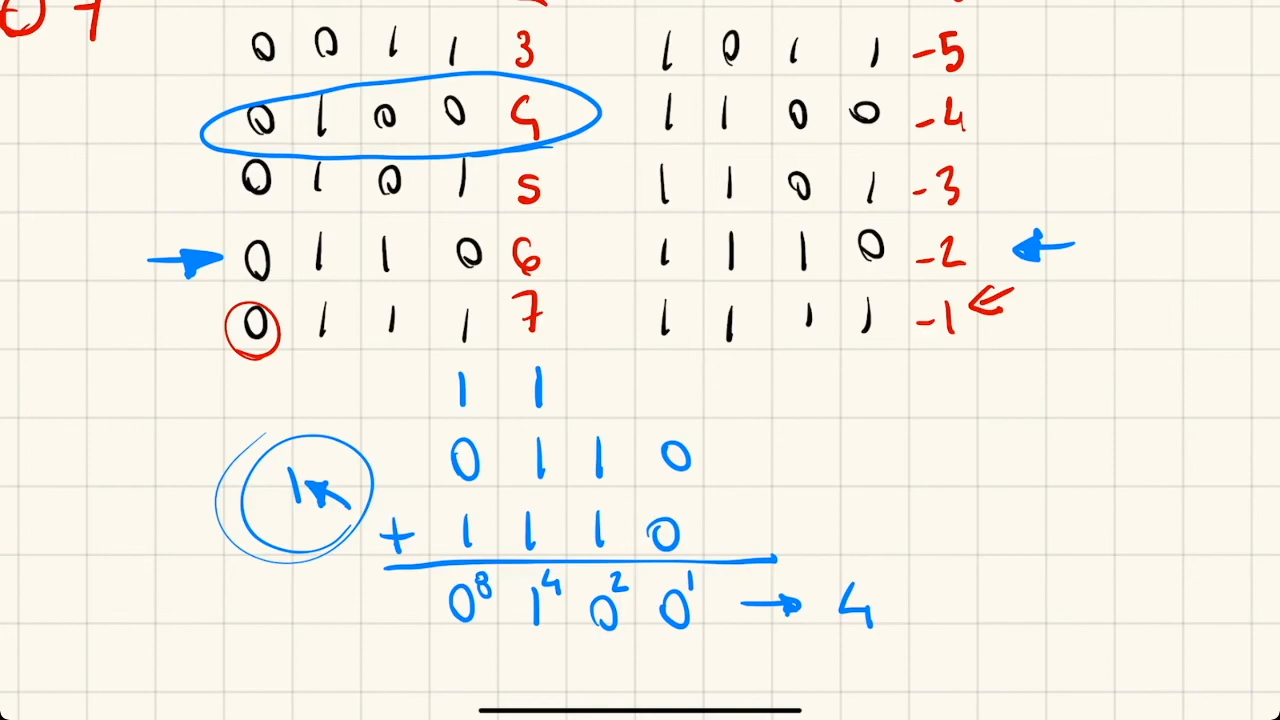 0 7
0 0 1 1 3 1 0 1 1 -5
0 1 0 0 4 1 1 0 0 -4
0 1 0 1 5 1 1 0 1 -3
0 1 1 0 6 1 1 1 0 -2
0 1 1 1 7 1 1 1 1 -1
1 1
0 1 1 0
1
+ 1 1 1 0
0⁸ 1⁴ 0² 0¹ → 4